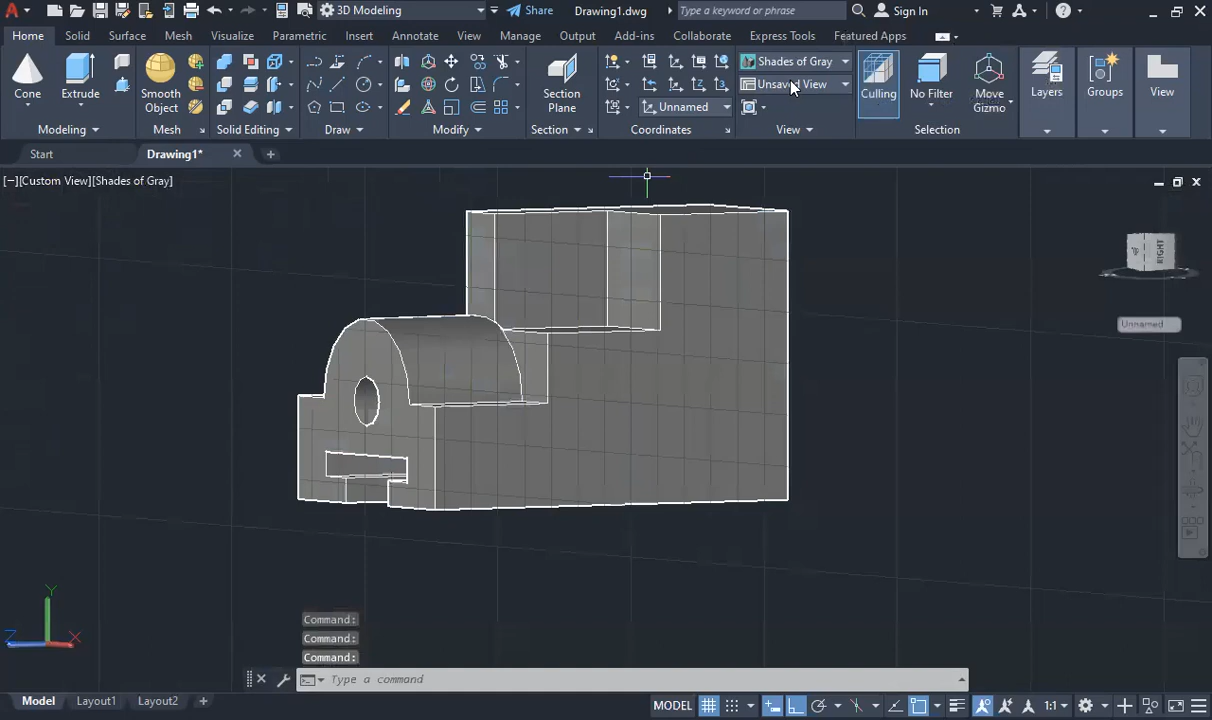 3D Modeling
Share
Drawing1.dwg
Type a keyword or phrase
Sign In
Home
Solid
Surface
Mesh
Visualize
Parametric
Insert
Annotate
View
Manage
Output
Add-ins
Collaborate
Express Tools
Featured Apps
Cone
Extrude
Smooth
Object
Section
Plane
Shades of Gray
Unsaved View
Unnamed
Culling
No Filter
Move
Gizmo
Layers
Groups
View
Modeling
Mesh
Solid Editing
Draw
Modify
Section
Coordinates
View
Selection
Start
Drawing1*
[−][Custom View][Shades of Gray]
RIGHT
Unnamed
Y
Z
X
Command:
Command:
Command:
Type a command
Model
Layout1
Layout2
MODEL
1:1